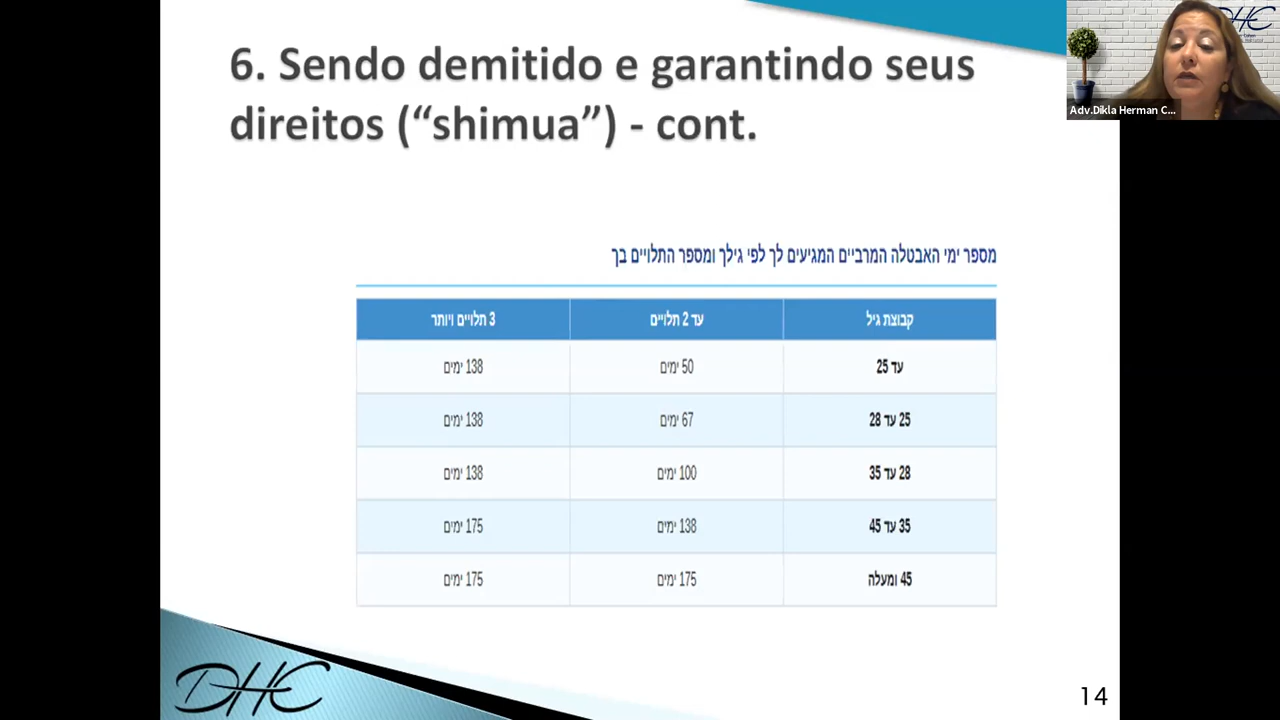 6. Sendo demitido e garantindo seus
direitos (“shimua”) - cont.
Adv.Dikla Herman C...
מספר ימי האבטלה המרביים המגיעים לך לפי גילך ומספר התלויים בך
קבוצת גיל עד 2 תלויים 3 תלויים ויותר
עד 25 50 ימים 138 ימים
25 עד 28 67 ימים 138 ימים
28 עד 35 100 ימים 138 ימים
35 עד 45 138 ימים 175 ימים
45 ומעלה 175 ימים 175 ימים
DHC
14